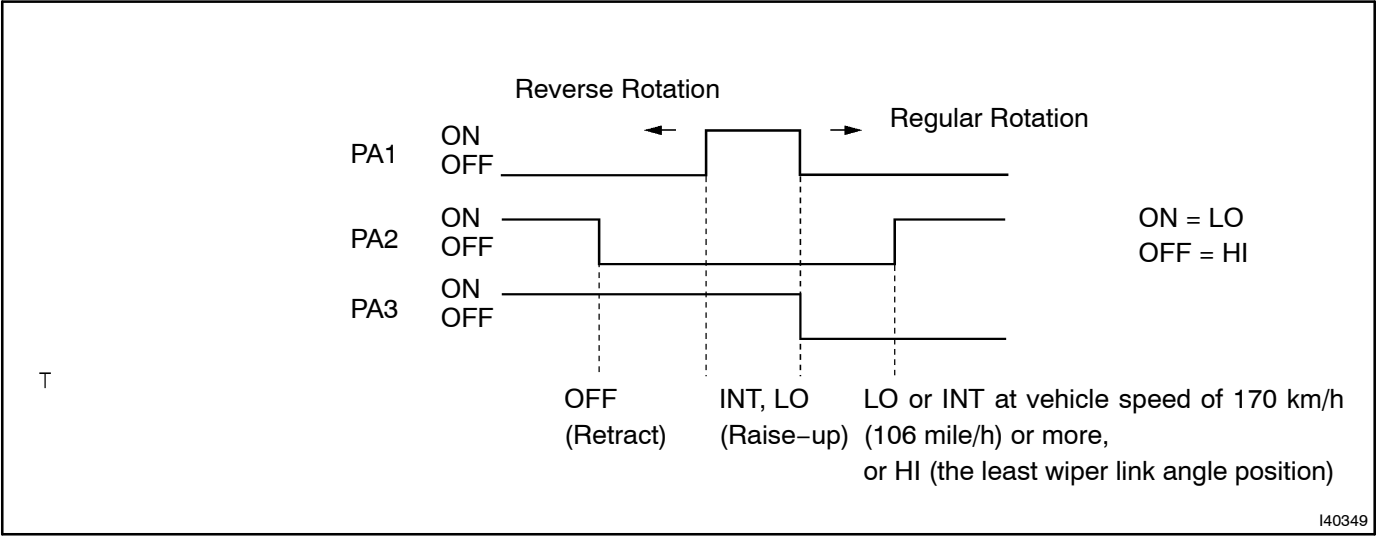 Reverse Rotation
Regular Rotation
PA1
ON
OFF
PA2
ON
OFF
ON = LO
OFF = HI
PA3
ON
OFF
T
OFF
(Retract)
INT, LO
(Raise−up)
LO or INT at vehicle speed of 170 km/h
(106 mile/h) or more,
or HI (the least wiper link angle position)
I40349